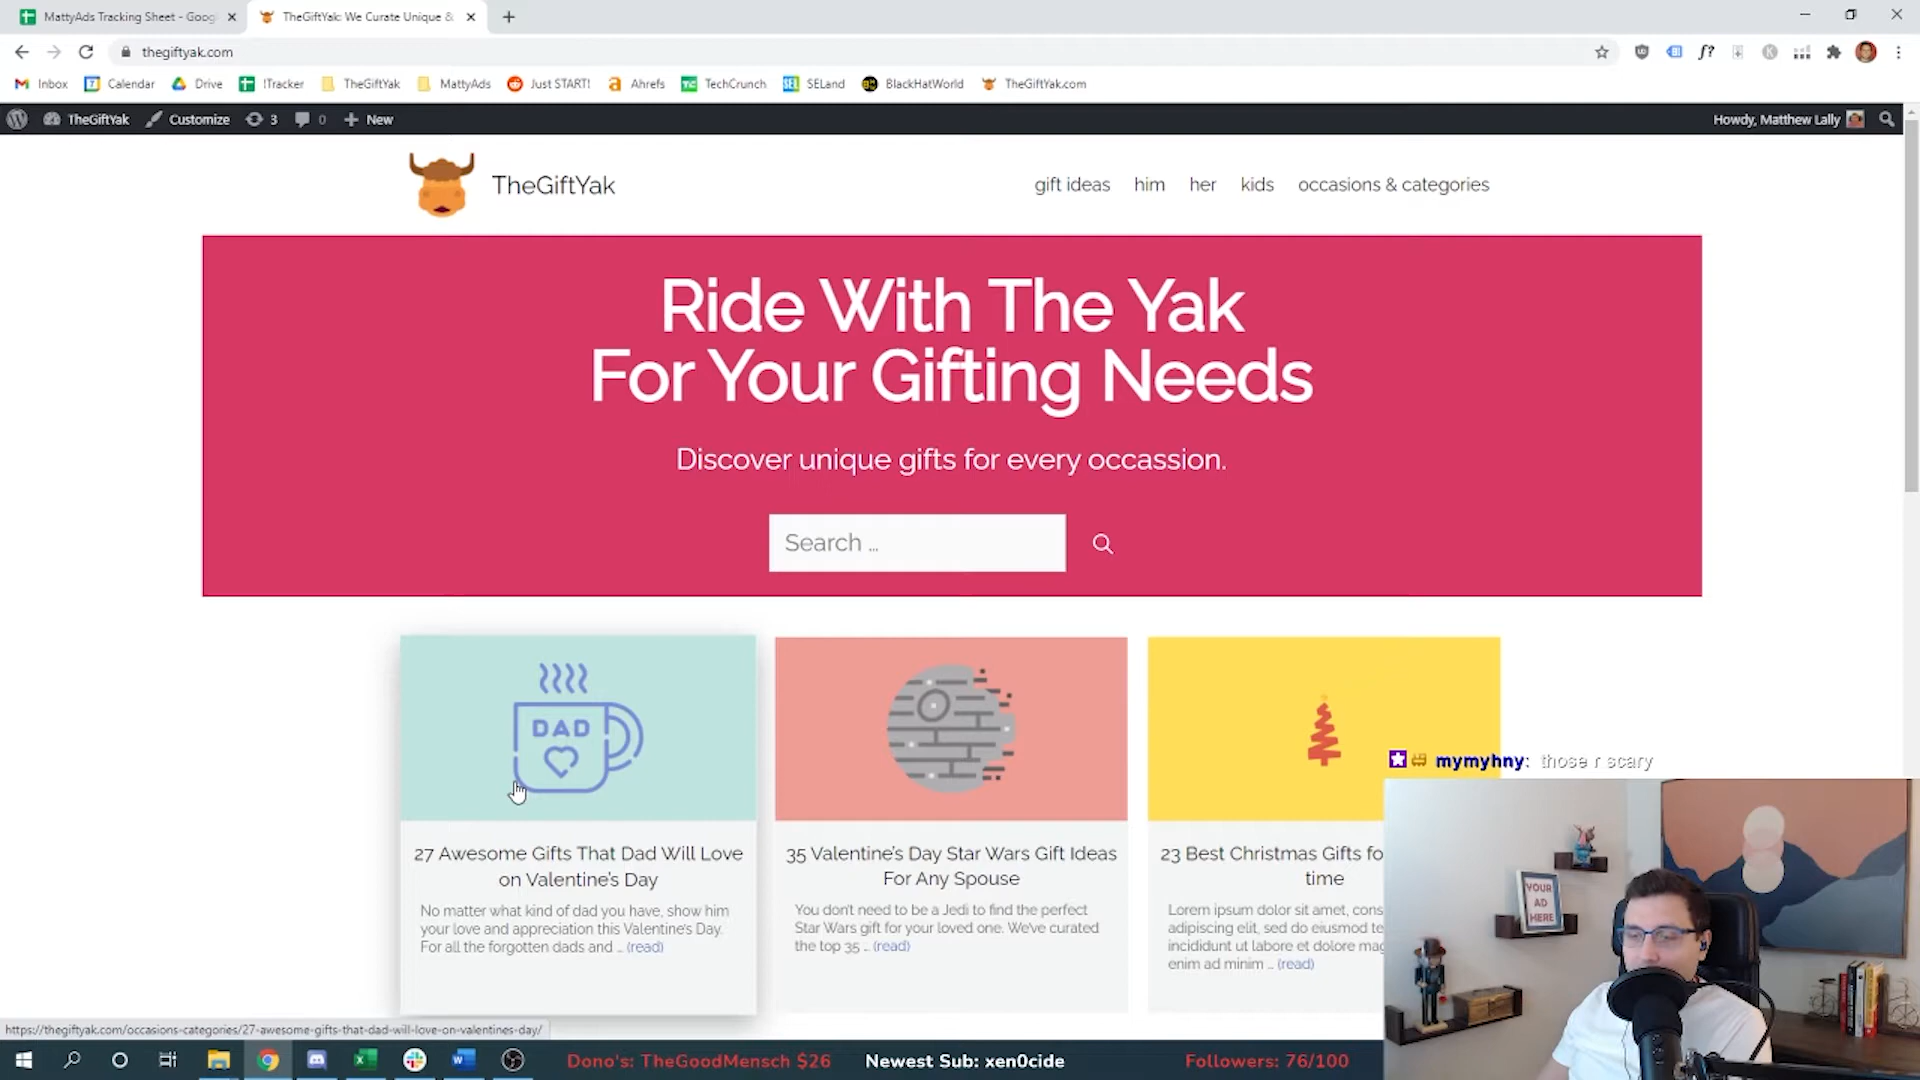 MattyAds Tracking Sheet - Goog
TheGiftYak: We Curate Unique &
thegiftyak.com
Inbox
Calendar
Drive
!Tracker
TheGiftYak
MattyAds
Just START!
Ahrefs
TechCrunch
SELand
BlackHatWorld
TheGiftYak.com
TheGiftYak
Customize
3
0
New
Howdy, Matthew Lally
TheGiftYak
gift ideas
him
her
kids
occasions & categories
Ride With The Yak
For Your Gifting Needs
Discover unique gifts for every occassion.
Search ...
DAD
27 Awesome Gifts That Dad Will Love
on Valentine's Day
No matter what kind of dad you have, show him
your love and appreciation this Valentine's Day.
For all the forgotten dads and ... (read)
35 Valentine's Day Star Wars Gift Ideas
For Any Spouse
You don't need to be a Jedi to find the perfect
Star Wars gift for your loved one. We've curated
the top 35 ... (read)
23 Best Christmas Gifts fo
time
Lorem ipsum dolor sit amet, cons
adipiscing elit, sed do eiusmod te
incididunt ut labore et dolore mag
enim ad minim ... (read)
mymyhny: those r scary
YOUR
AD
HERE
https://thegiftyak.com/occasions-categories/27-awesome-gifts-that-dad-will-love-on-valentines-day/
Dono's: TheGoodMensch $26
Newest Sub: xen0cide
Followers: 76/100